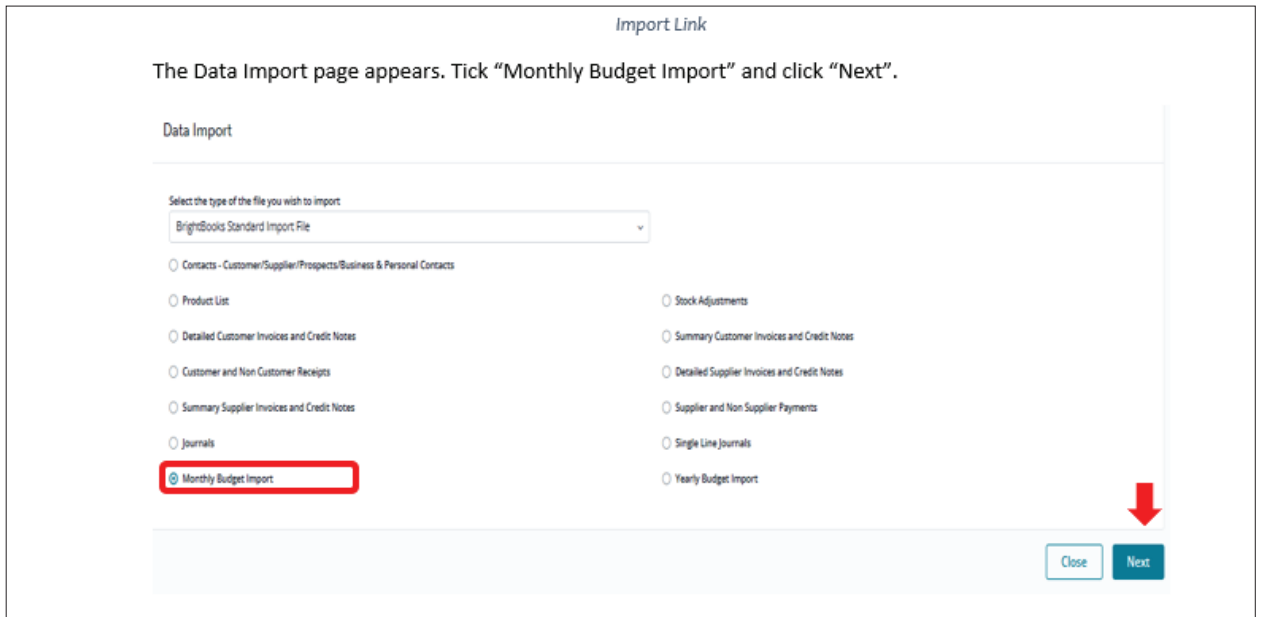 Import Link
The Data Import page appears. Tick “Monthly Budget Import” and click “Next”.
Data Import
Select the type of the file you wish to import
BrightBooks Standard Import File
Contacts - Customer/Supplier/Prospects/Business & Personal Contacts
Product List
Stock Adjustments
Detailed Customer Invoices and Credit Notes
Summary Customer Invoices and Credit Notes
Customer and Non Customer Receipts
Detailed Supplier Invoices and Credit Notes
Summary Supplier Invoices and Credit Notes
Supplier and Non Supplier Payments
Journals
Single Line Journals
Monthly Budget Import
Yearly Budget Import
Close
Next